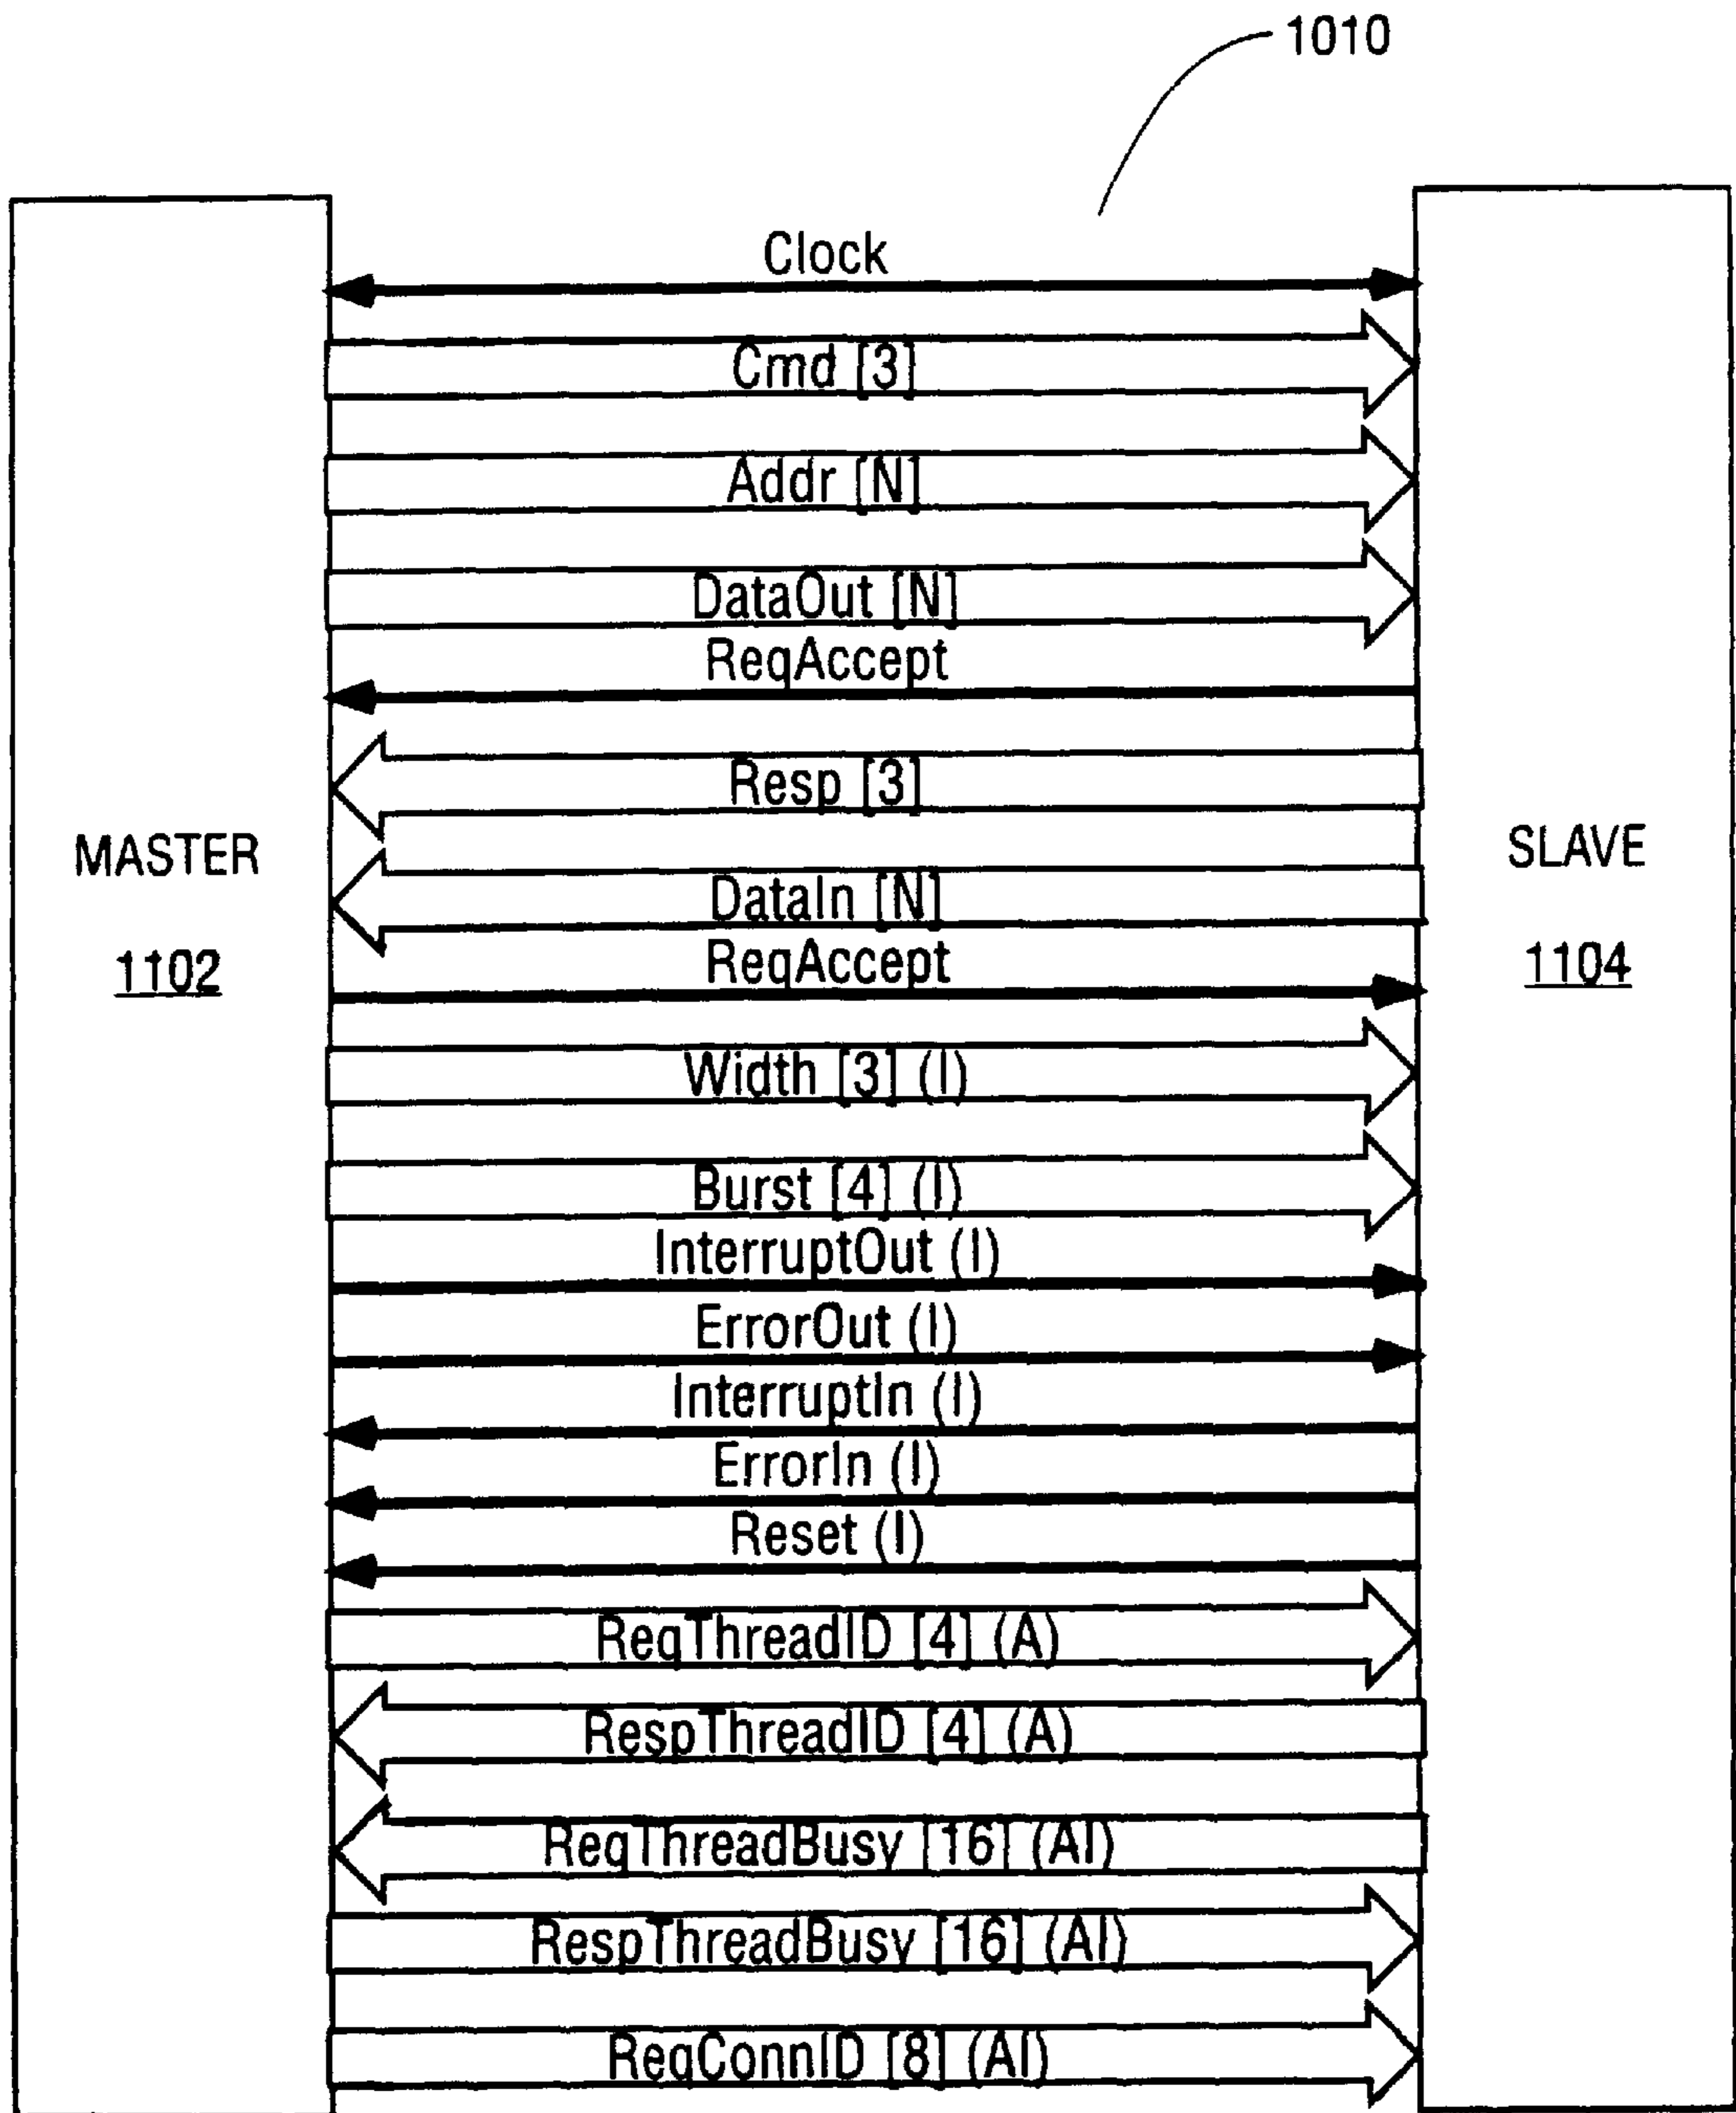 1010
Clock
Cmd [3]
Addr [N]
DataOut [N]
ReqAccept
Resp [3]
MASTER
SLAVE
DataIn [N]
ReqAccept
1102
1104
Width [3] (I)
Burst [4] (I)
InterruptOut (I)
ErrorOut (I)
InterruptIn (I)
ErrorIn (I)
Reset (I)
ReqThreadID [4] (A)
RespThreadID [4] (A)
ReqThreadBusy [16] (AI)
RespThreadBusy [16] (AI)
ReqConnID [8] (AI)